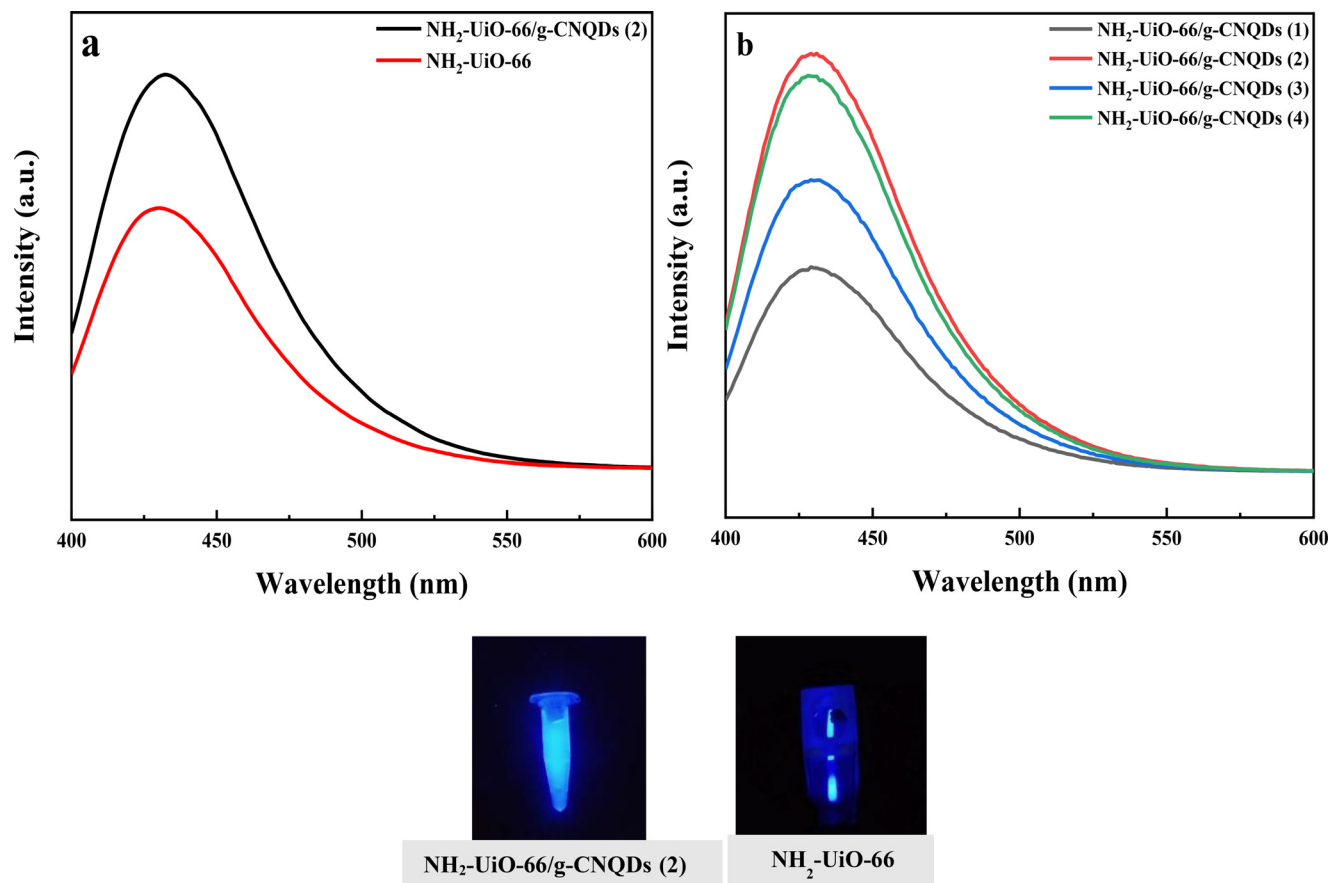 a
NH₂-UiO-66/g-CNQDs (2)
NH₂-UiO-66
Intensity (a.u.)
400
450
500
550
600
Wavelength (nm)
b
NH₂-UiO-66/g-CNQDs (1)
NH₂-UiO-66/g-CNQDs (2)
NH₂-UiO-66/g-CNQDs (3)
NH₂-UiO-66/g-CNQDs (4)
Intensity (a.u.)
400
450
500
550
600
Wavelength (nm)
NH₂-UiO-66/g-CNQDs (2)
NH₂-UiO-66